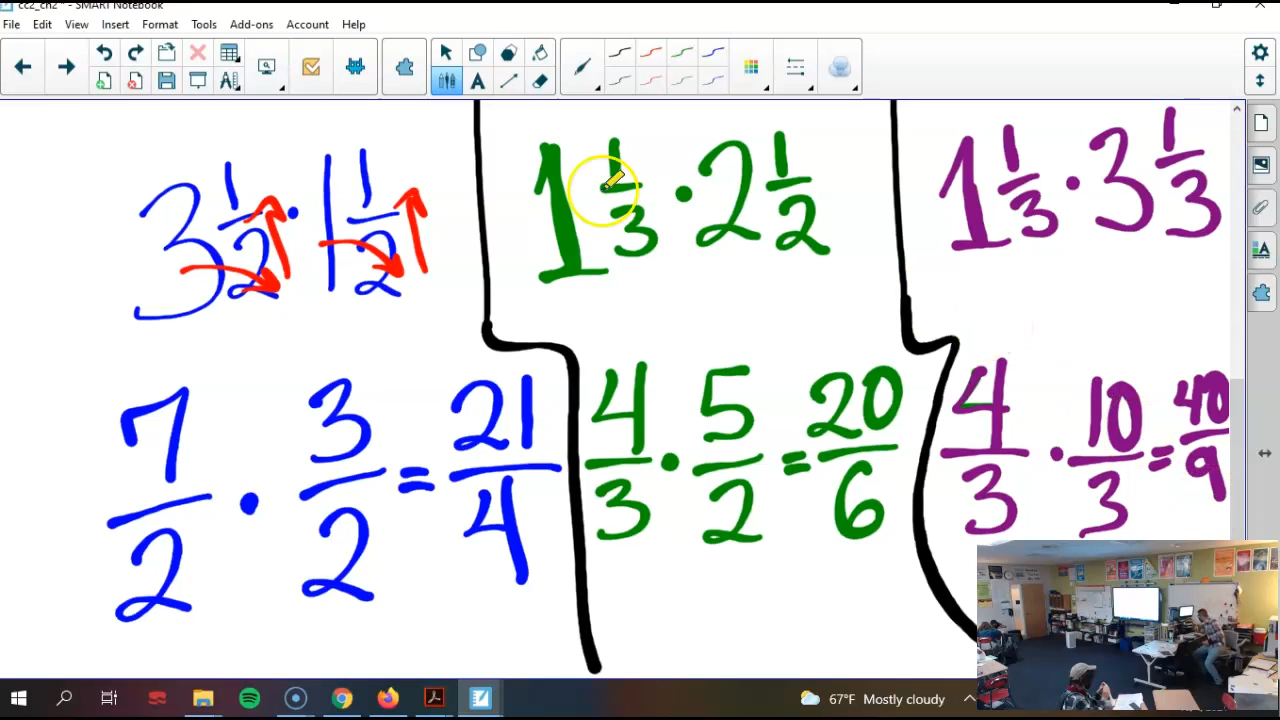 cc2_ch2 * - SMART Notebook
File Edit View Insert Format Tools Add-ons Account Help
3 1/2 · 1 1/2
7/2 · 3/2 = 21/4
1 1/3 · 2 1/2
4/3 · 5/2 = 20/6
1 1/3 · 3 1/3
4/3 · 10/3 = 40/9
67°F Mostly cloudy